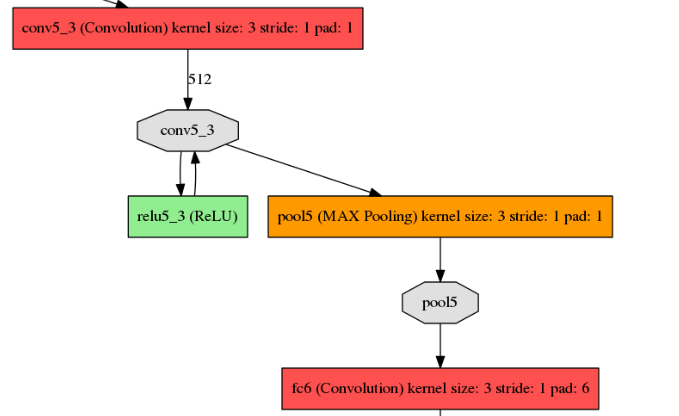 conv5_3 (Convolution) kernel size: 3 stride: 1 pad: 1
512
conv5_3
relu5_3 (ReLU)
pool5 (MAX Pooling) kernel size: 3 stride: 1 pad: 1
pool5
fc6 (Convolution) kernel size: 3 stride: 1 pad: 6